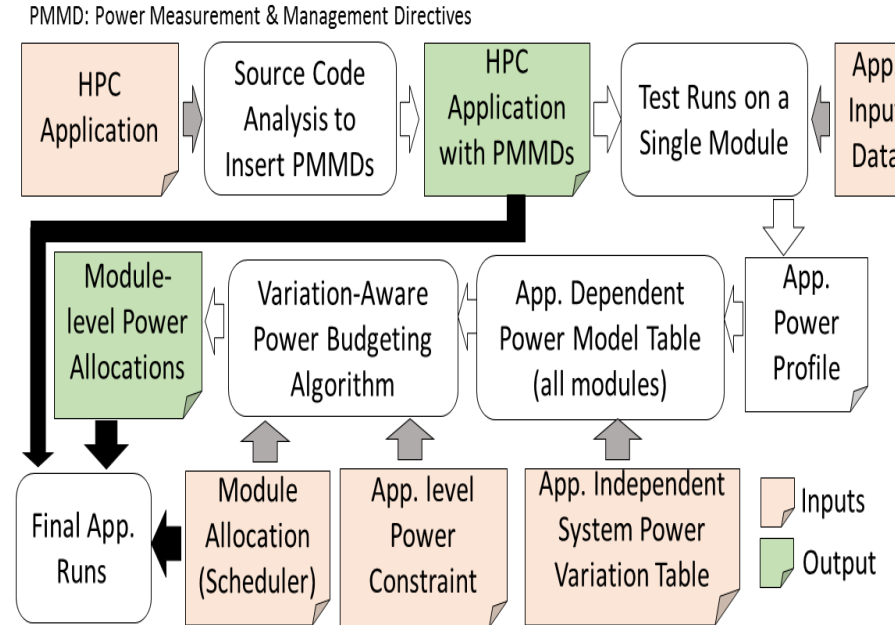 PMMD: Power Measurement & Management Directives
HPC
Application
Source Code
Analysis to
Insert PMMDs
HPC
Application
with PMMDs
Test Runs on a
Single Module
App.
Input
Data
Module-
level Power
Allocations
Variation-Aware
Power Budgeting
Algorithm
App. Dependent
Power Model Table
(all modules)
App.
Power
Profile
Final App.
Runs
Module
Allocation
(Scheduler)
App. level
Power
Constraint
App. Independent
System Power
Variation Table
Inputs
Output